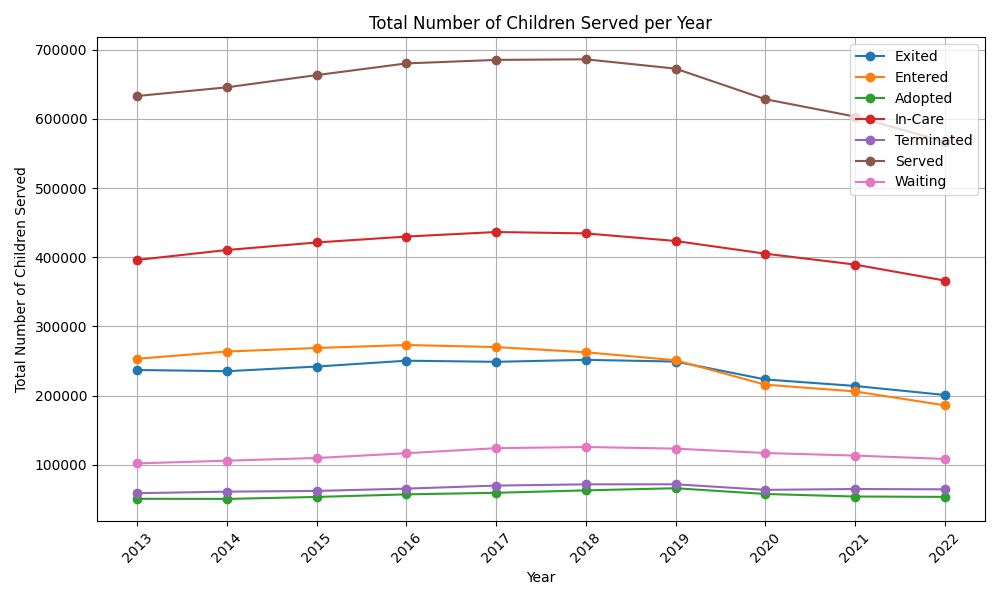 Total Number of Children Served per Year
Total Number of Children Served
700000
600000
500000
400000
300000
200000
100000
Exited
Entered
Adopted
In-Care
Terminated
Served
Waiting
2013
2014
2015
2016
2017
2018
2019
2020
2021
2022
Year